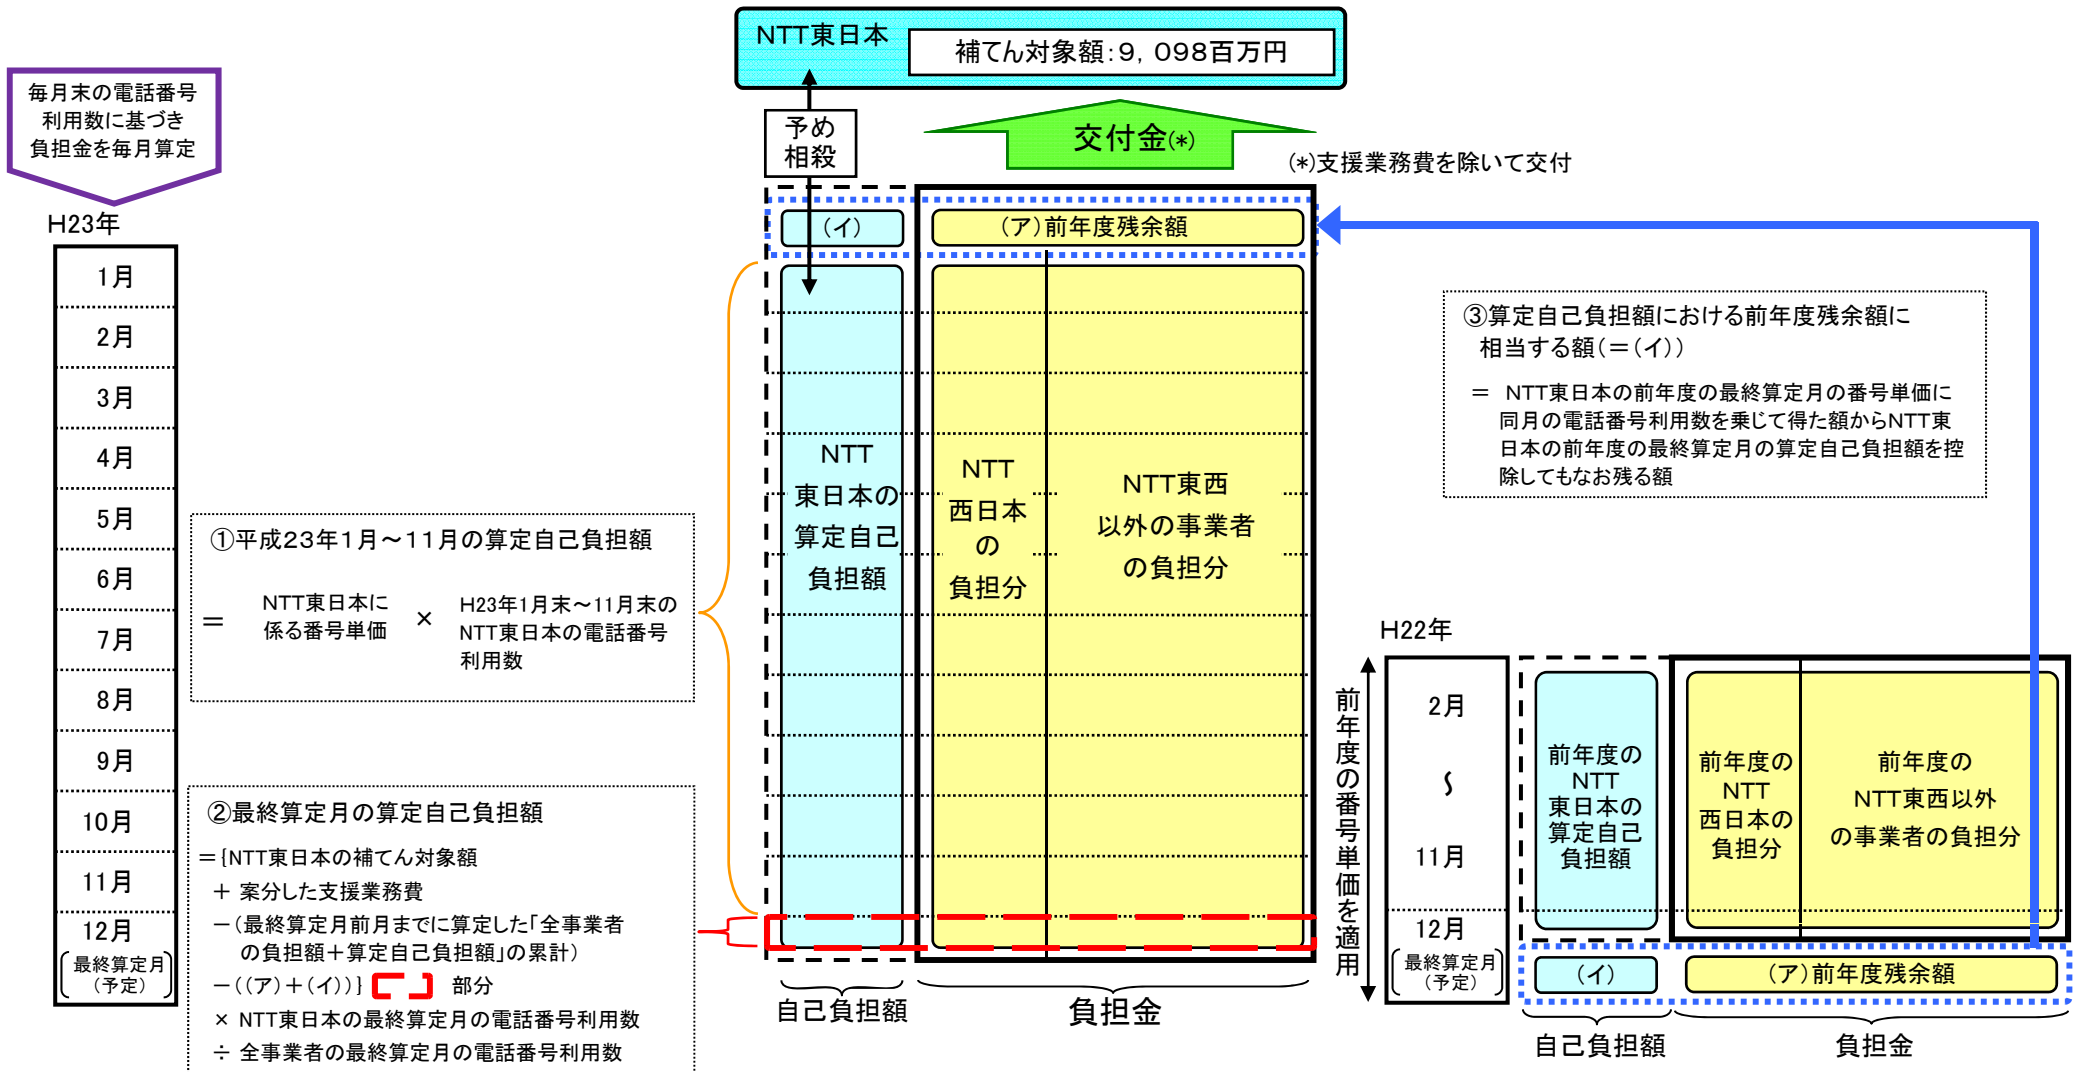 NTT東日本
補てん対象額：9，098百万円
毎月末の電話番号
利用数に基づき
負担金を毎月算定
予め
相殺
交付金(*)
(*)支援業務費を除いて交付
H23年
1月
2月
3月
4月
5月
6月
7月
8月
9月
10月
11月
12月
最終算定月
（予定）
（イ）
（ア）前年度残余額
NTT
東日本の
算定自己
負担額
NTT
西日本
の
負担分
NTT東西
以外の事業者
の負担分
自己負担額
負担金
①平成23年1月～11月の算定自己負担額
＝
NTT東日本に
係る番号単価
×
H23年1月末～11月末の
NTT東日本の電話番号
利用数
②最終算定月の算定自己負担額
＝{NTT東日本の補てん対象額
＋ 案分した支援業務費
－（最終算定月前月までに算定した「全事業者
の負担額＋算定自己負担額」の累計）
－（（ア）＋（イ））} 部分
× NTT東日本の最終算定月の電話番号利用数
÷ 全事業者の最終算定月の電話番号利用数
③算定自己負担額における前年度残余額に
相当する額（＝（イ））
＝ NTT東日本の前年度の最終算定月の番号単価に
同月の電話番号利用数を乗じて得た額からNTT東
日本の前年度の最終算定月の算定自己負担額を控
除してもなお残る額
H22年
前年度の番号単価を適用
2月
～
11月
12月
最終算定月
（予定）
前年度の
NTT
東日本の
算定自己
負担額
前年度の
NTT
西日本の
負担分
前年度の
NTT東西以外
の事業者の負担分
（イ）
（ア）前年度残余額
自己負担額
負担金